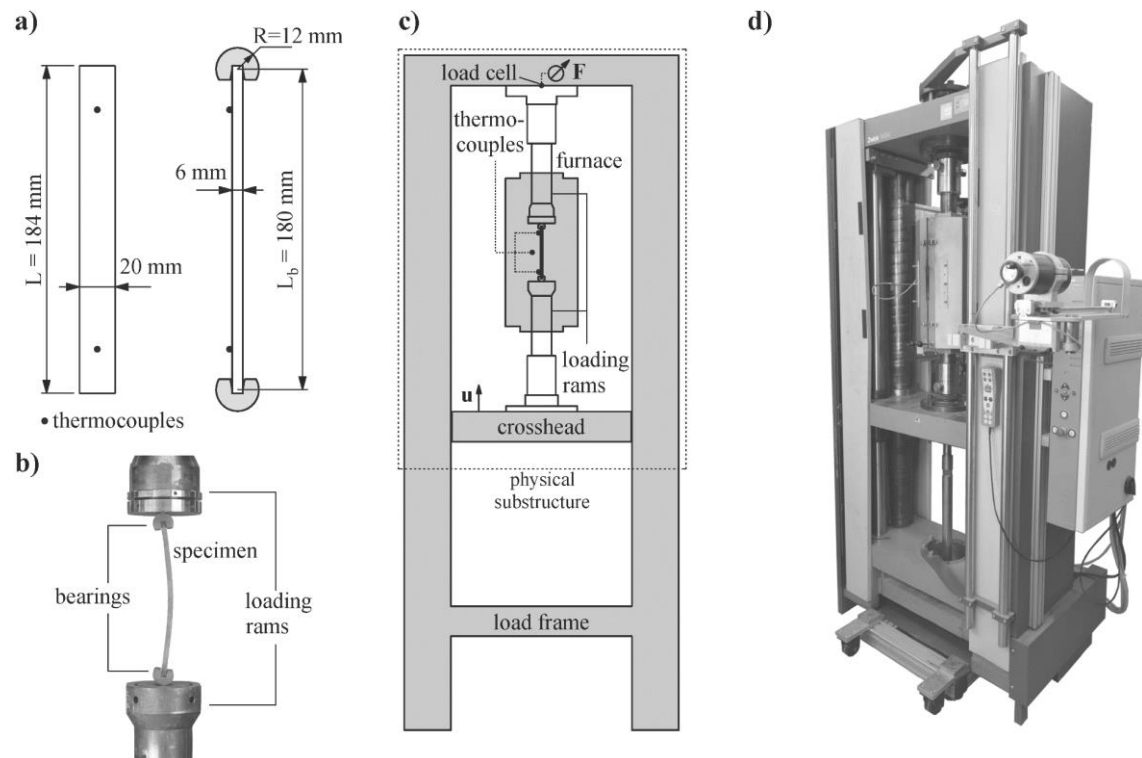 a)
R=12 mm
L = 184 mm
6 mm
20 mm
L_b = 180 mm
• thermocouples
b)
specimen
bearings
loading
rams
c)
load cell
F
thermo-
couples
furnace
loading
rams
u
crosshead
physical
substructure
load frame
d)